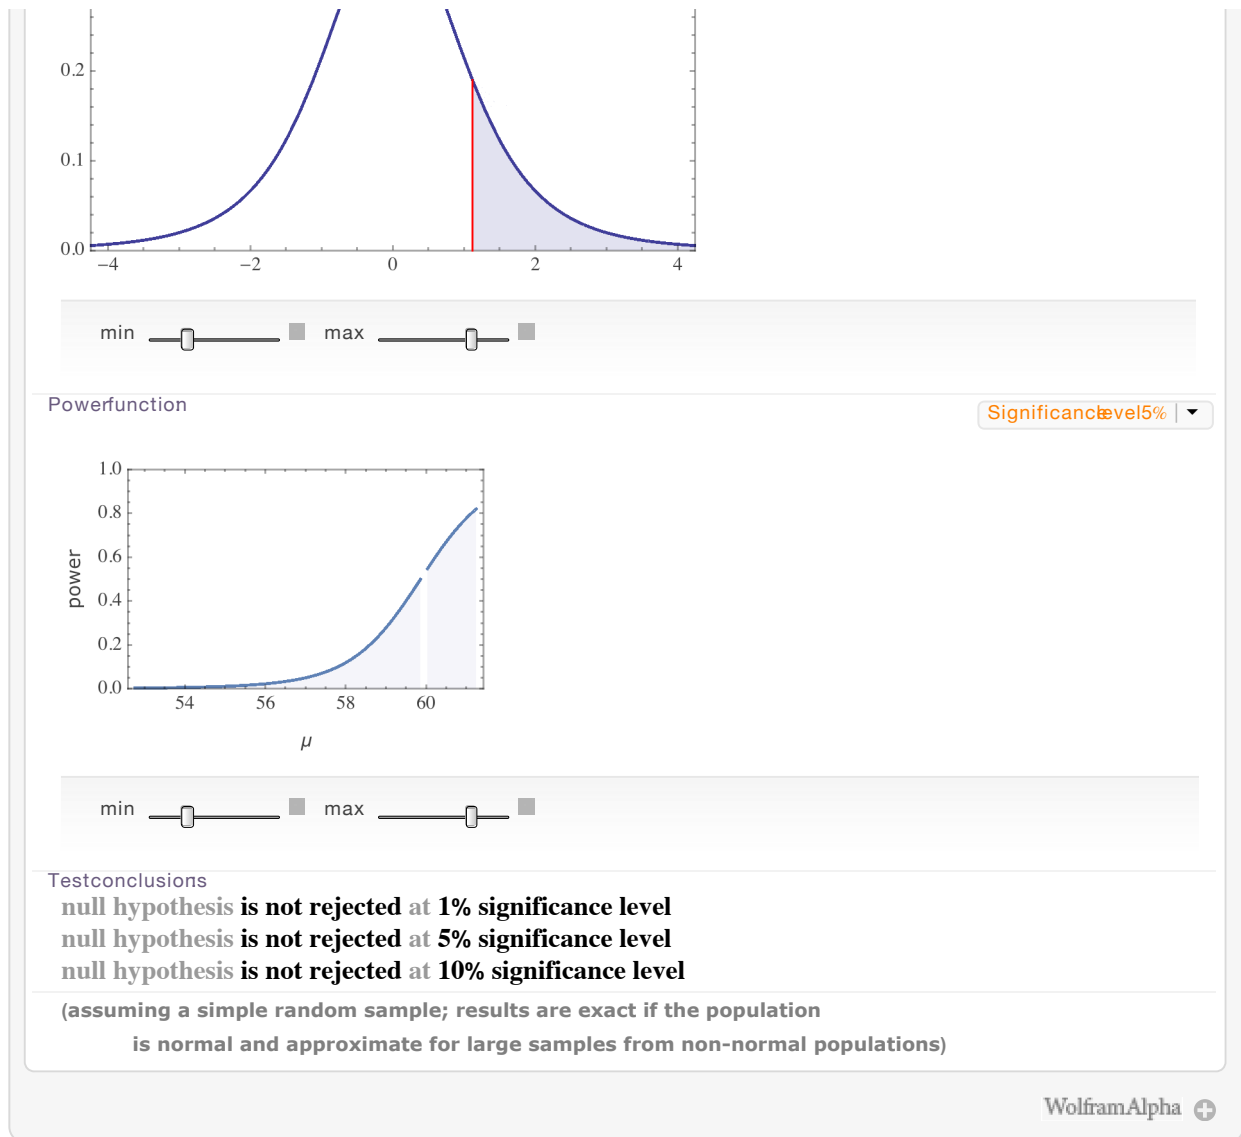 0.2
0.1
0.0
−4 −2 0 2 4
min max
Powerfunction
Significancelevel5%
1.0
0.8
0.6
0.4
0.2
0.0
power
54 56 58 60
μ
min max
Testconclusions
null hypothesis is not rejected at 1% significance level
null hypothesis is not rejected at 5% significance level
null hypothesis is not rejected at 10% significance level
(assuming a simple random sample; results are exact if the population
is normal and approximate for large samples from non-normal populations)
WolframAlpha